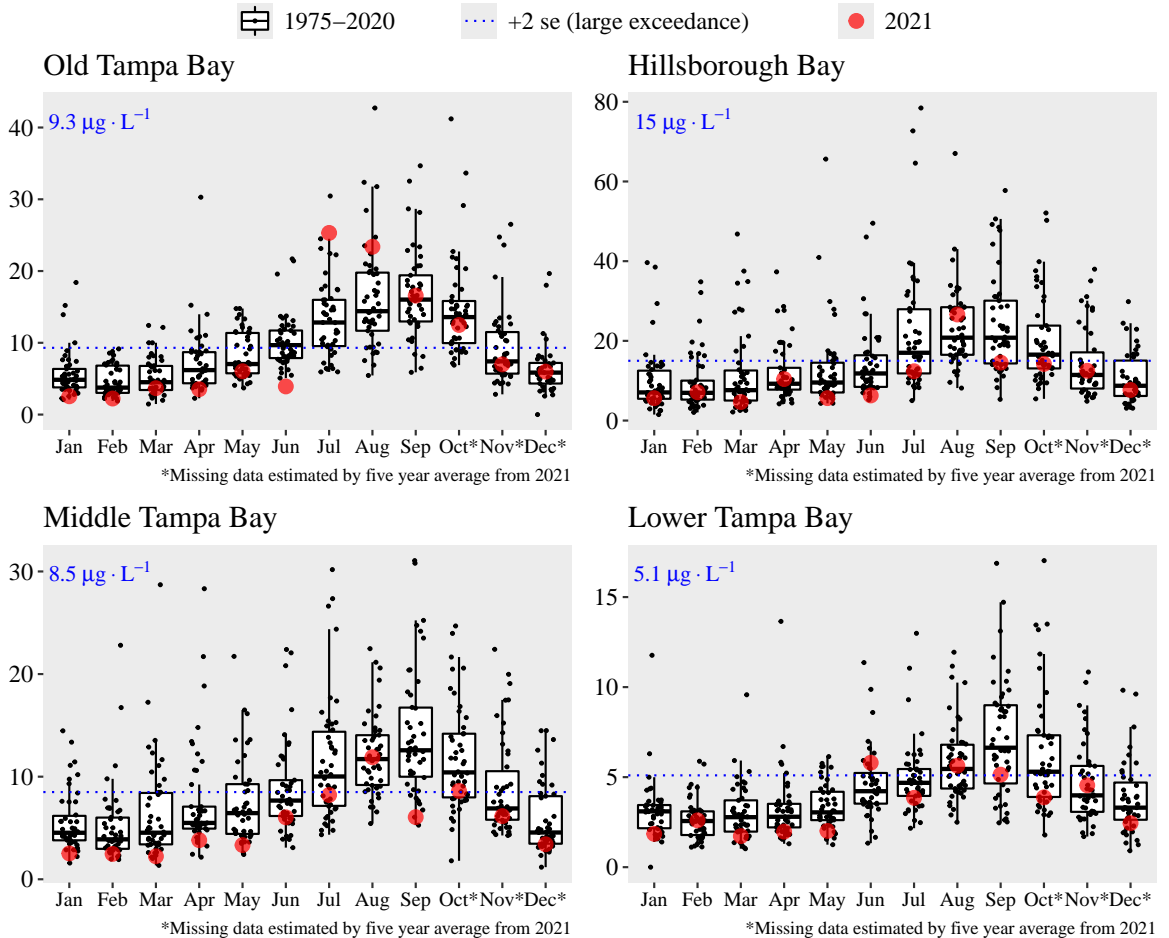 1975−2020 +2 se (large exceedance) 2021
Old Tampa Bay
9.3 μg ⋅ L⁻¹
40
30
20
10
0
Jan Feb Mar Apr May Jun Jul Aug Sep Oct* Nov* Dec*
*Missing data estimated by five year average from 2021
Hillsborough Bay
15 μg ⋅ L⁻¹
80
60
40
20
0
Jan Feb Mar Apr May Jun Jul Aug Sep Oct* Nov* Dec*
*Missing data estimated by five year average from 2021
Middle Tampa Bay
8.5 μg ⋅ L⁻¹
30
20
10
0
Jan Feb Mar Apr May Jun Jul Aug Sep Oct* Nov* Dec*
*Missing data estimated by five year average from 2021
Lower Tampa Bay
5.1 μg ⋅ L⁻¹
15
10
5
0
Jan Feb Mar Apr May Jun Jul Aug Sep Oct* Nov* Dec*
*Missing data estimated by five year average from 2021